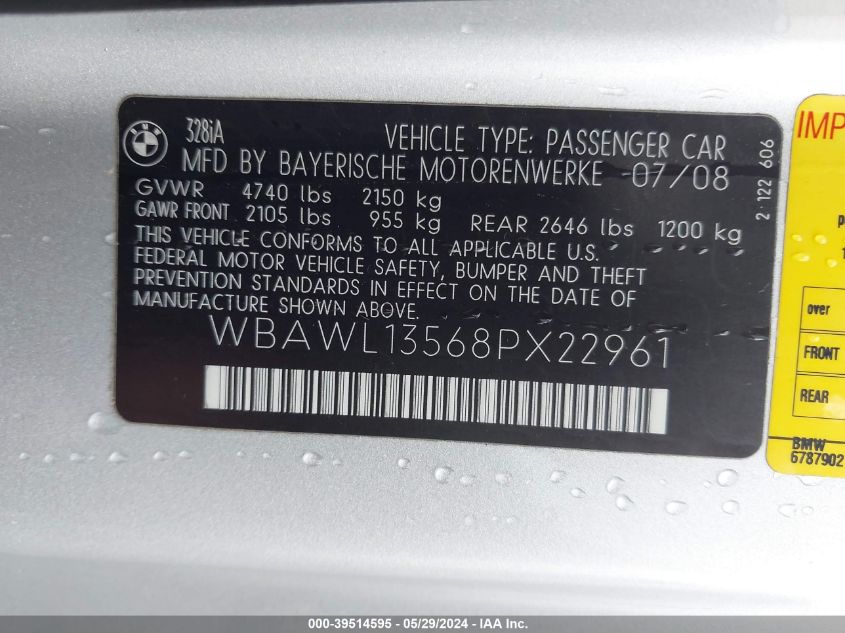 BMW
328iA
VEHICLE TYPE: PASSENGER CAR
MFD BY BAYERISCHE MOTORENWERKE 07/08
GVWR 4740 lbs 2150 kg
GAWR FRONT 2105 lbs 955 kg REAR 2646 lbs 1200 kg
THIS VEHICLE CONFORMS TO ALL APPLICABLE U.S.
FEDERAL MOTOR VEHICLE SAFETY, BUMPER AND THEFT
PREVENTION STANDARDS IN EFFECT ON THE DATE OF
MANUFACTURE SHOWN ABOVE.
WBAWL13568PX22961
2 122 606
IMP
over
FRONT
REAR
BMW
6787902
000-39514595 - 05/29/2024 - IAA Inc.